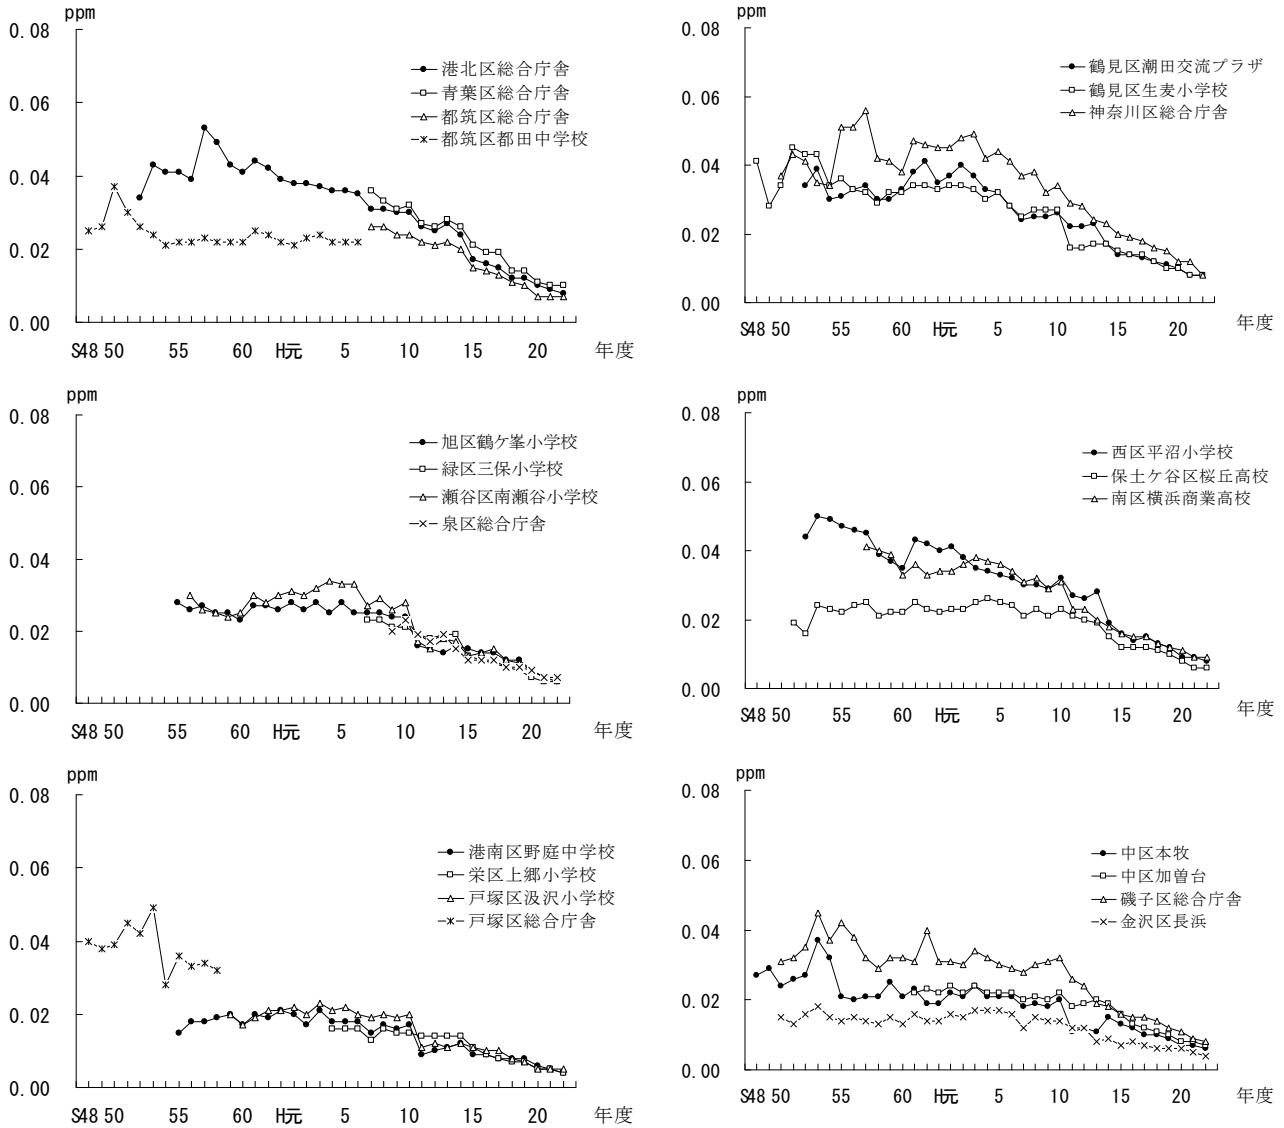 ppm
0.08
0.06
0.04
0.02
0.00
港北区総合庁舎
青葉区総合庁舎
都筑区総合庁舎
都筑区都田中学校
S48 50 55 60 H元 5 10 15 20 年度
ppm
0.08
0.06
0.04
0.02
0.00
鶴見区潮田交流プラザ
鶴見区生麦小学校
神奈川区総合庁舎
S48 50 55 60 H元 5 10 15 20 年度
ppm
0.08
0.06
0.04
0.02
0.00
旭区鶴ケ峯小学校
緑区三保小学校
瀬谷区南瀬谷小学校
泉区総合庁舎
S48 50 55 60 H元 5 10 15 20 年度
ppm
0.08
0.06
0.04
0.02
0.00
西区平沼小学校
保土ケ谷区桜丘高校
南区横浜商業高校
S48 50 55 60 H元 5 10 15 20 年度
ppm
0.08
0.06
0.04
0.02
0.00
港南区野庭中学校
栄区上郷小学校
戸塚区汲沢小学校
戸塚区総合庁舎
S48 50 55 60 H元 5 10 15 20 年度
ppm
0.08
0.06
0.04
0.02
0.00
中区本牧
中区加曽台
磯子区総合庁舎
金沢区長浜
S48 50 55 60 H元 5 10 15 20 年度